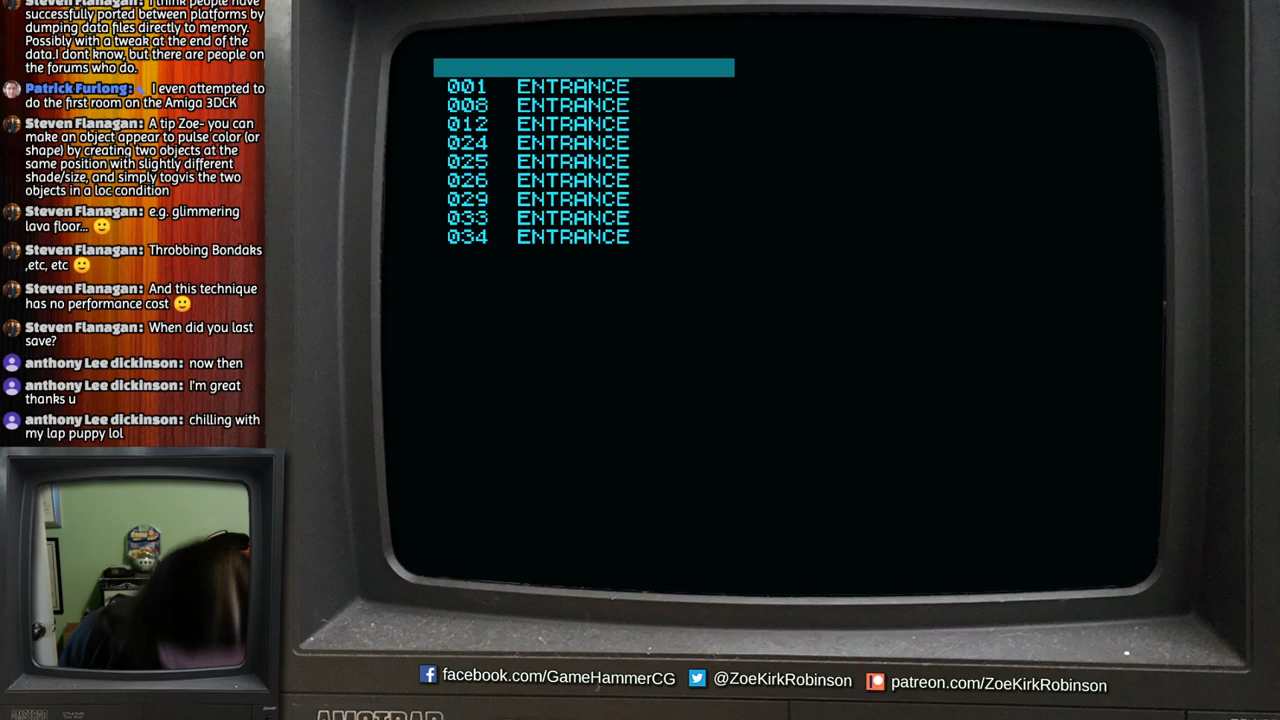 Steven Flanagan: I think people have
successfully ported between platforms by
dumping data files directly to memory.
Possibly with a tweak at the end of the
data.I dont know, but there are people on
the forums who do.
Patrick Furlong: I even attempted to
do the first room on the Amiga 3DCK
Steven Flanagan: A tip Zoe- you can
make an object appear to pulse color (or
shape) by creating two objects at the
same position with slightly different
shade/size, and simply togvis the two
objects in a loc condition
Steven Flanagan: e.g. glimmering
lava floor... 🙂
Steven Flanagan: Throbbing Bondaks
,etc, etc 🙂
Steven Flanagan: And this technique
has no performance cost 🙂
Steven Flanagan: When did you last
save?
anthony Lee dickinson: now then
anthony Lee dickinson: I'm great
thanks u
anthony Lee dickinson: chilling with
my lap puppy lol
001 ENTRANCE
008 ENTRANCE
012 ENTRANCE
024 ENTRANCE
025 ENTRANCE
026 ENTRANCE
029 ENTRANCE
033 ENTRANCE
034 ENTRANCE
facebook.com/GameHammerCG
@ZoeKirkRobinson
patreon.com/ZoeKirkRobinson
AMSTRAD